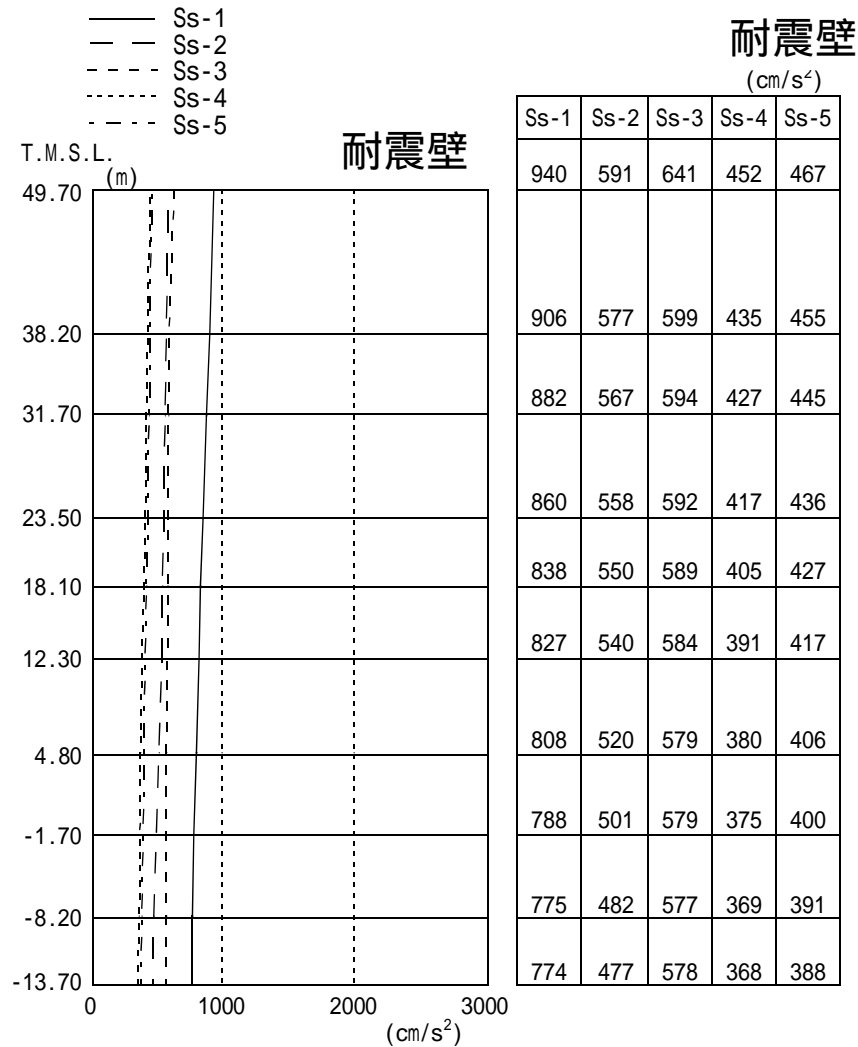 Ss-1
Ss-2
Ss-3
Ss-4
Ss-5
耐震壁
T.M.S.L.
(m)
49.70
38.20
31.70
23.50
18.10
12.30
4.80
-1.70
-8.20
-13.70
0 1000 2000 3000
(cm/s²)
耐震壁
(cm/s²)
Ss-1 Ss-2 Ss-3 Ss-4 Ss-5
940 591 641 452 467
906 577 599 435 455
882 567 594 427 445
860 558 592 417 436
838 550 589 405 427
827 540 584 391 417
808 520 579 380 406
788 501 579 375 400
775 482 577 369 391
774 477 578 368 388